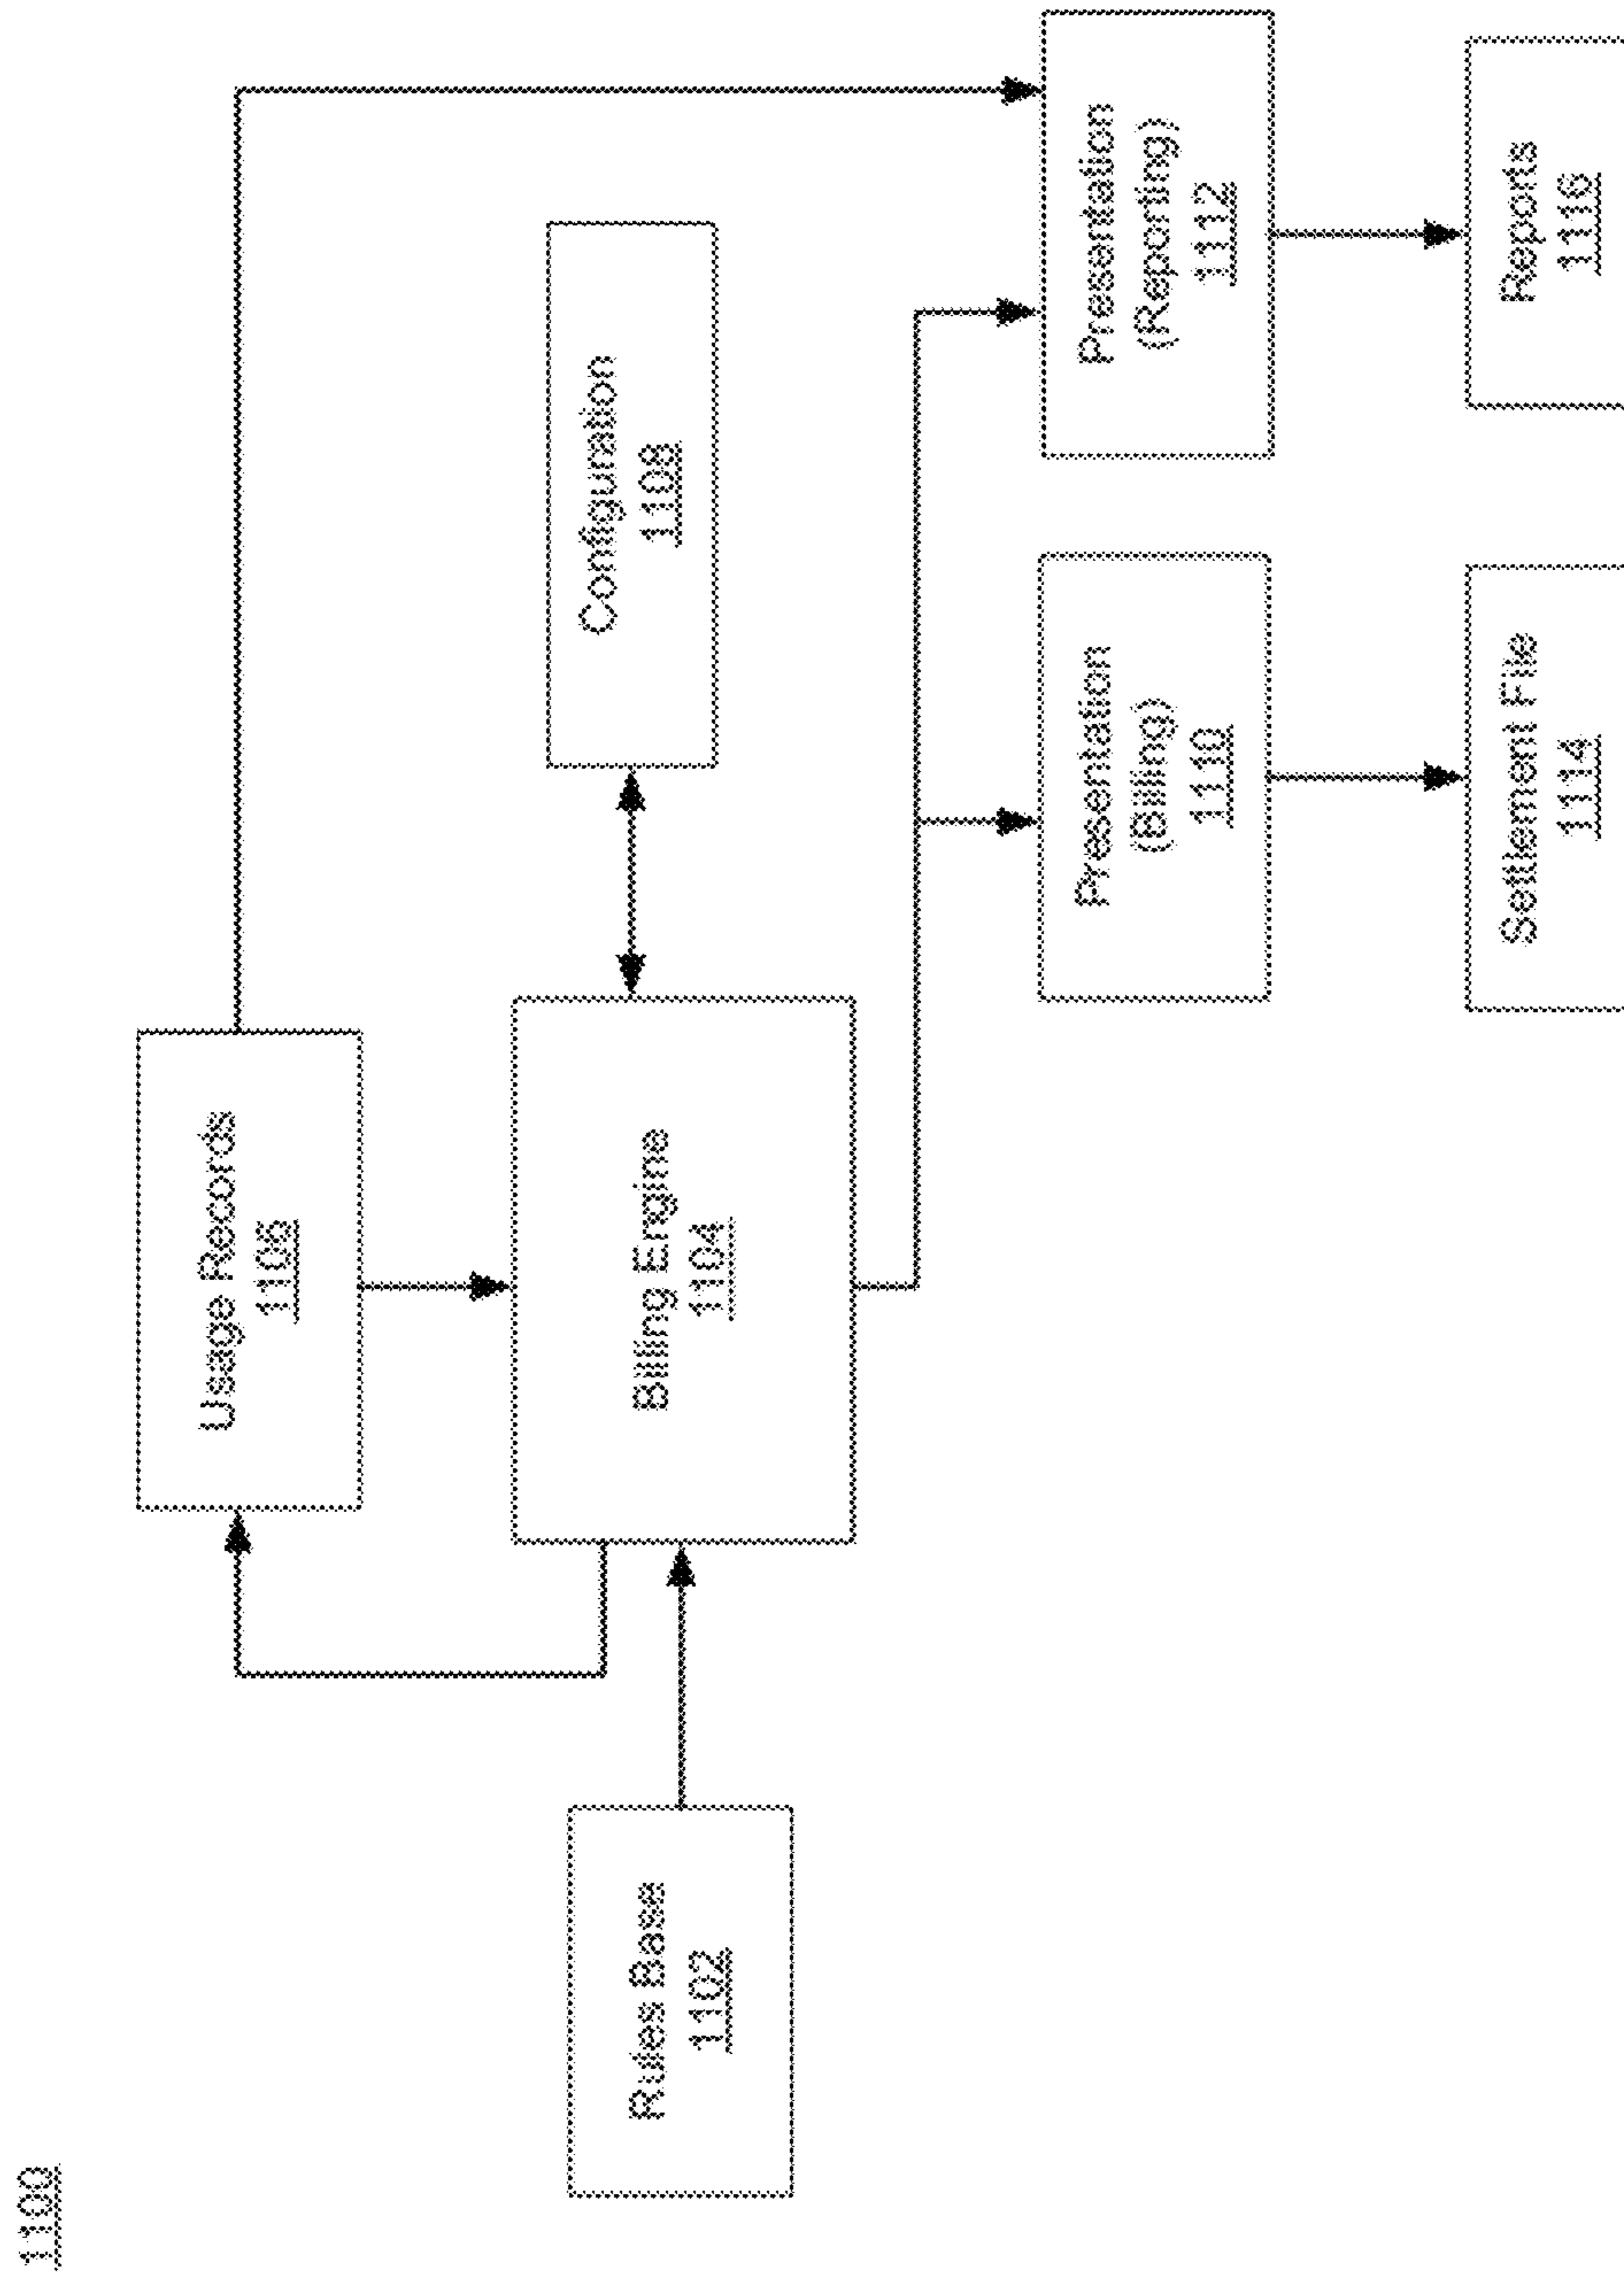 1100
Usage Records
1106
Rules Base
1102
Billing Engine
1104
Configuration
1108
Presentation
(Billing)
1110
Presentation
(Reporting)
1112
Settlement File
1114
Reports
1116